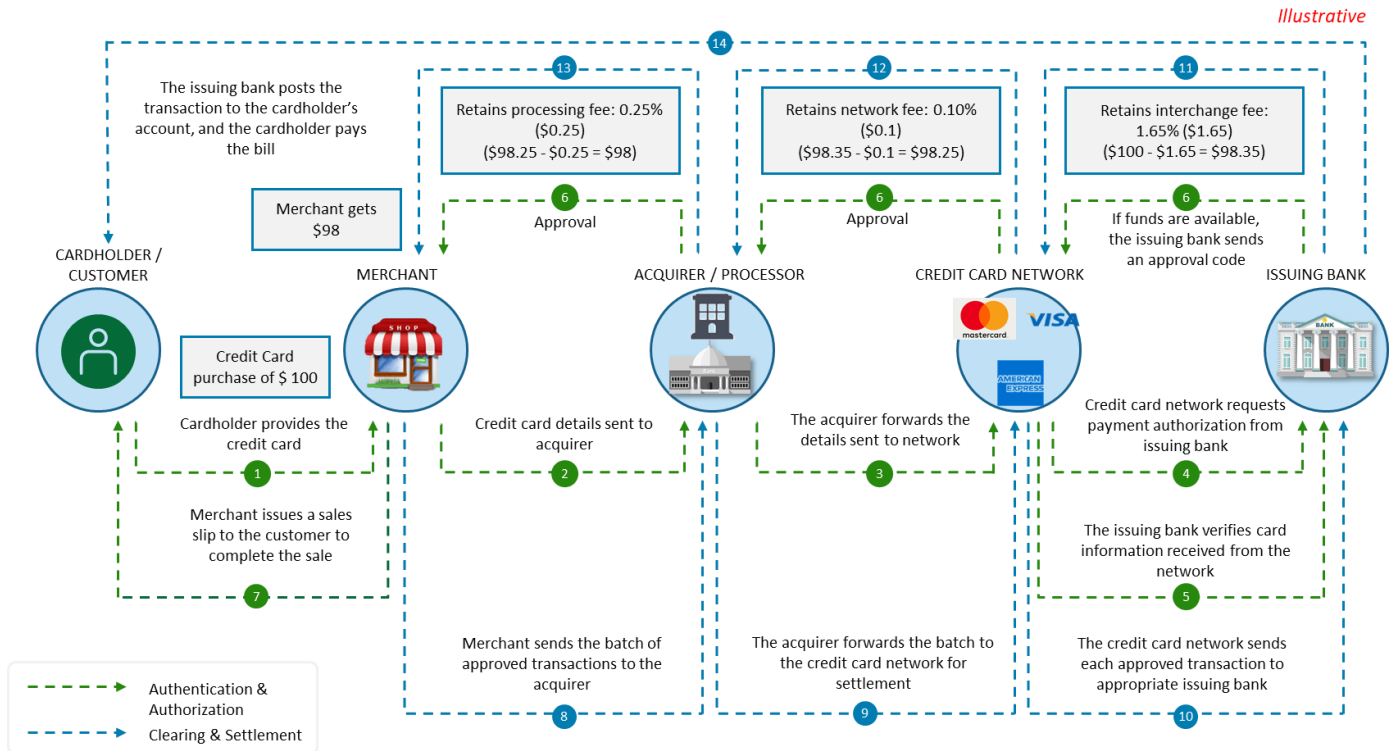 Illustrative
14
13
12
11
The issuing bank posts the
transaction to the cardholder's
account, and the cardholder pays
the bill
Retains processing fee: 0.25%
($0.25)
($98.25 - $0.25 = $98)
Retains network fee: 0.10%
($0.1)
($98.35 - $0.1 = $98.25)
Retains interchange fee:
1.65% ($1.65)
($100 - $1.65 = $98.35)
6
Approval
6
Approval
6
If funds are available,
the issuing bank sends
an approval code
Merchant gets
$98
CARDHOLDER /
CUSTOMER
MERCHANT
ACQUIRER / PROCESSOR
CREDIT CARD NETWORK
ISSUING BANK
SHOP
mastercard
VISA
AMERICAN
EXPRESS
BANK
Credit Card
purchase of $ 100
Cardholder provides the
credit card
1
Credit card details sent to
acquirer
2
The acquirer forwards the
details sent to network
3
Credit card network requests
payment authorization from
issuing bank
4
Merchant issues a sales
slip to the customer to
complete the sale
7
The issuing bank verifies card
information received from the
network
5
Merchant sends the batch of
approved transactions to the
acquirer
8
The acquirer forwards the batch to
the credit card network for
settlement
9
The credit card network sends
each approved transaction to
appropriate issuing bank
10
Authentication &
Authorization
Clearing & Settlement